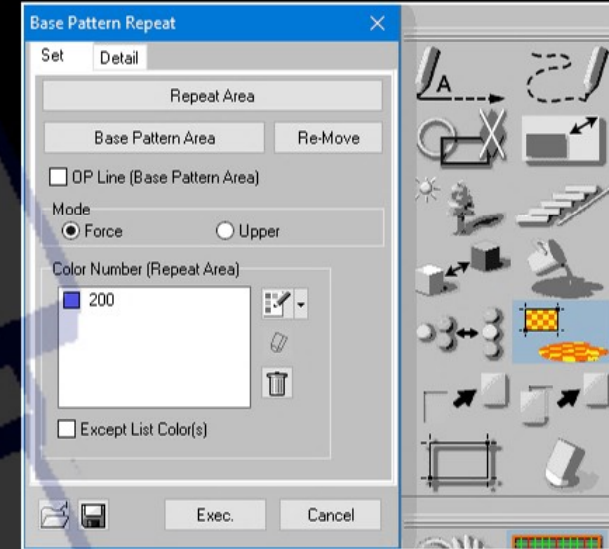 Base Pattern Repeat
Set Detail
Repeat Area
Base Pattern Area Re-Move
OP Line (Base Pattern Area)
Mode
Force Upper
Color Number (Repeat Area)
200
Except List Color(s)
Exec. Cancel
A